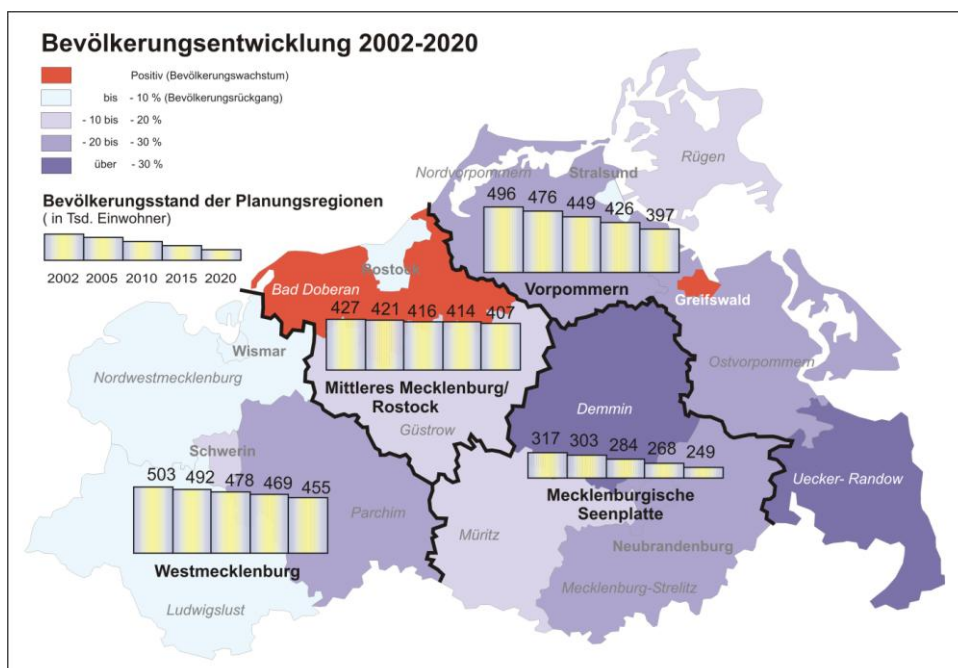 Bevölkerungsentwicklung 2002-2020
Positiv (Bevölkerungswachstum)
bis - 10 % (Bevölkerungsrückgang)
- 10 bis - 20 %
- 20 bis - 30 %
über - 30 %
Bevölkerungsstand der Planungsregionen
( in Tsd. Einwohner)
2002 2005 2010 2015 2020
Rügen
Nordvorpommern
Stralsund
496 476 449 426 397
Vorpommern
Greifswald
Ostvorpommern
Rostock
Bad Doberan
427 421 416 414 407
Mittleres Mecklenburg/
Rostock
Güstrow
Wismar
Nordwestmecklenburg
Schwerin
503 492 478 469 455
Parchim
Westmecklenburg
Ludwigslust
Demmin
317 303 284 268 249
Mecklenburgische
Seenplatte
Müritz
Neubrandenburg
Mecklenburg-Strelitz
Uecker- Randow